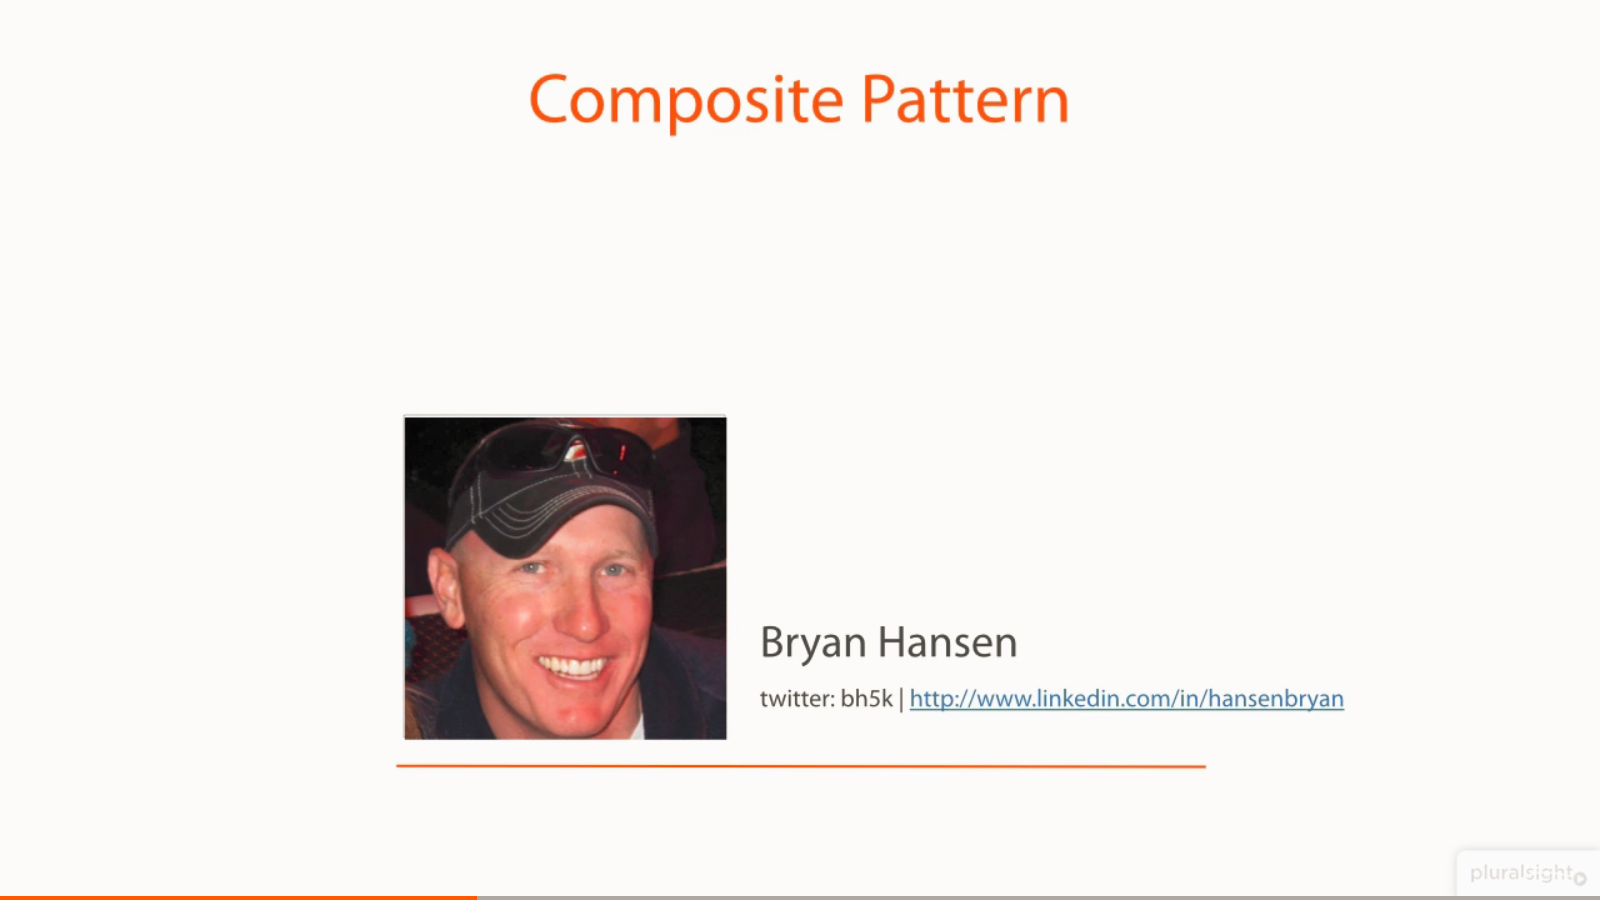 Composite Pattern
Bryan Hansen
twitter: bh5k | http://www.linkedin.com/in/hansenbryan
pluralsight